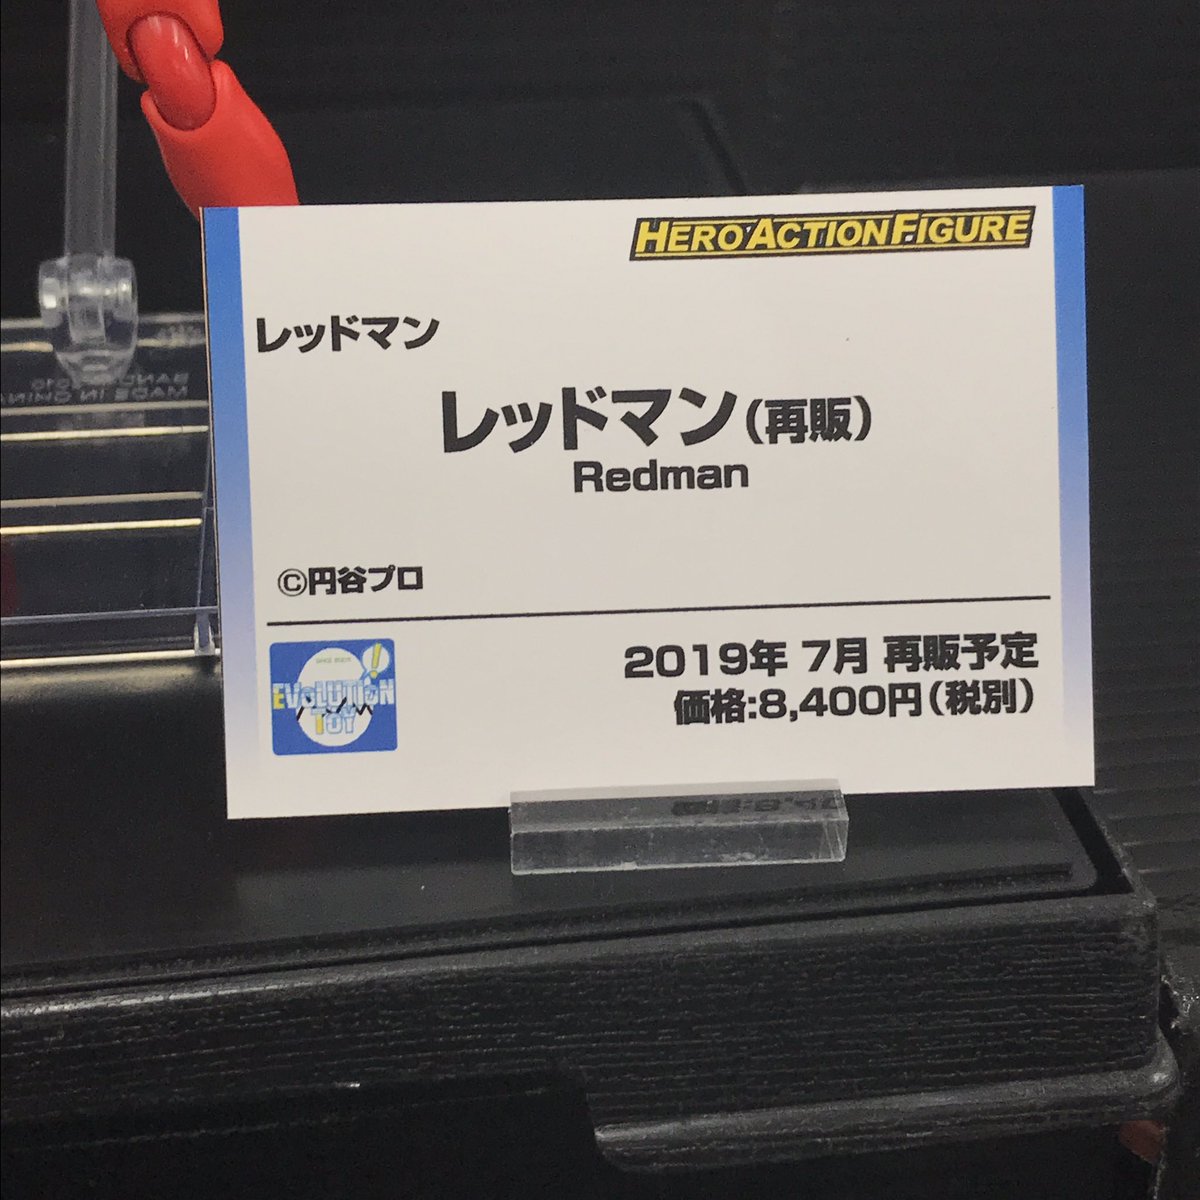 HERO ACTION FIGURE
レッドマン
レッドマン（再販）
Redman
©円谷プロ
EVOLUTION
TOY
2019年 7月 再販予定
価格:8,400円（税別）